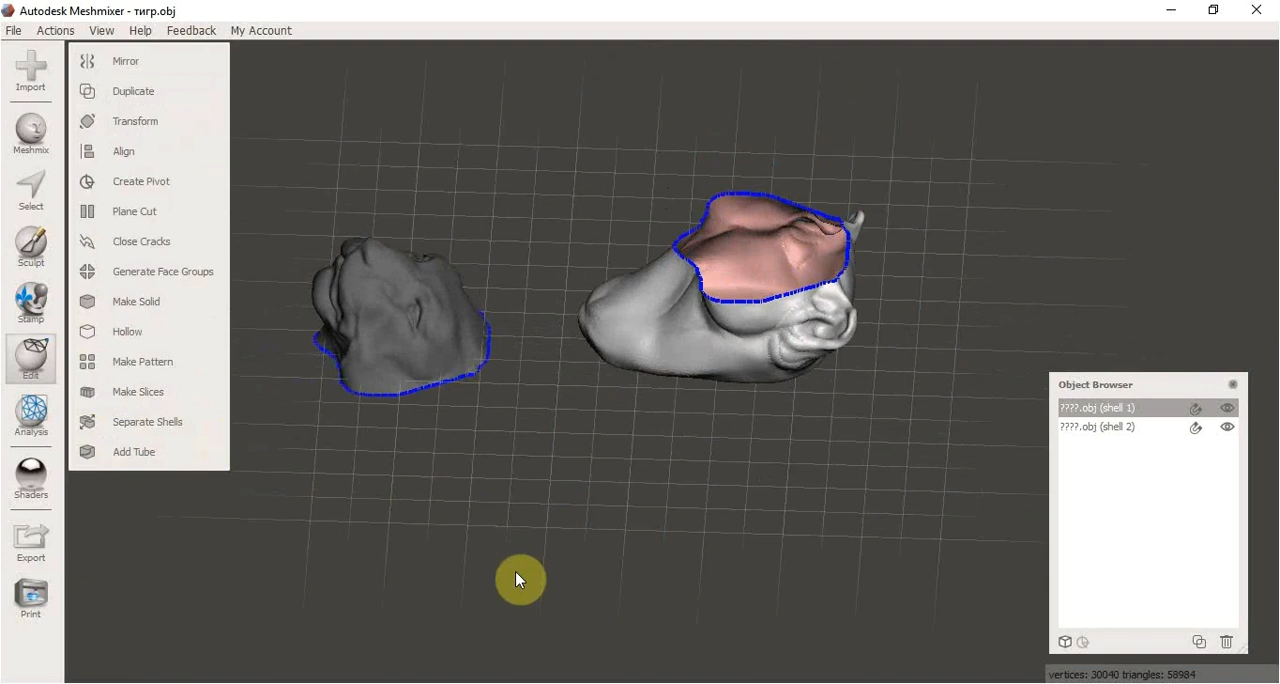 Autodesk Meshmixer - тигр.obj
File Actions View Help Feedback My Account
Import
Meshmix
Select
Sculpt
Stamp
Edit
Analysis
Shaders
Export
Print
Mirror
Duplicate
Transform
Align
Create Pivot
Plane Cut
Close Cracks
Generate Face Groups
Make Solid
Hollow
Make Pattern
Make Slices
Separate Shells
Add Tube
Object Browser
????.obj (shell 1)
????.obj (shell 2)
vertices: 30040 triangles: 58984